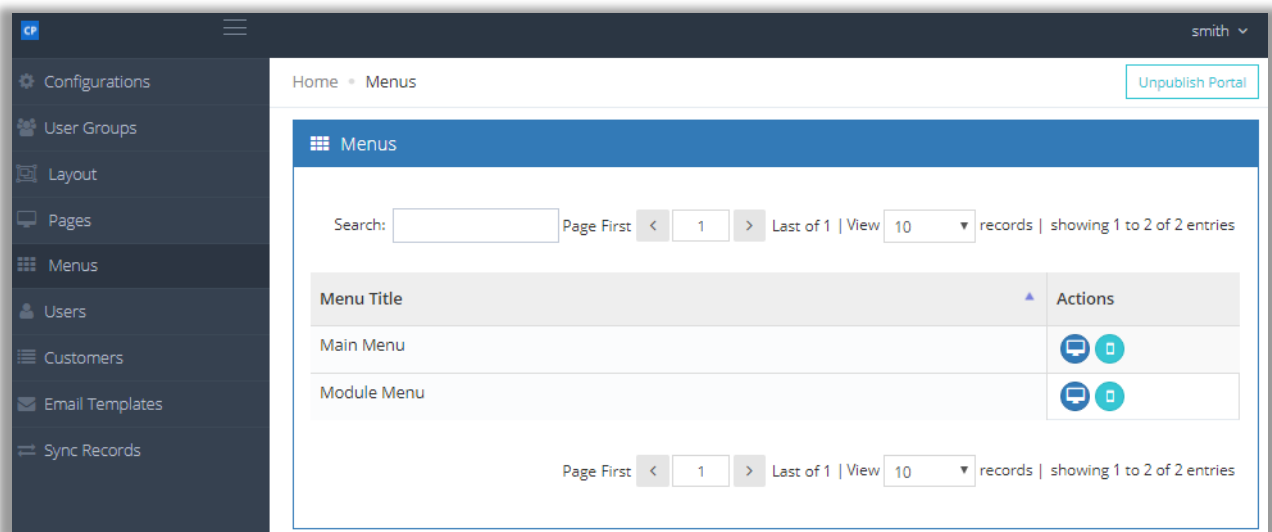 CP
smith
Configurations
User Groups
Layout
Pages
Menus
Users
Customers
Email Templates
Sync Records
Home • Menus
Unpublish Portal
Menus
Search: Page First < 1 > Last of 1 | View 10 records | showing 1 to 2 of 2 entries
Menu Title Actions
Main Menu
Module Menu
Page First < 1 > Last of 1 | View 10 records | showing 1 to 2 of 2 entries